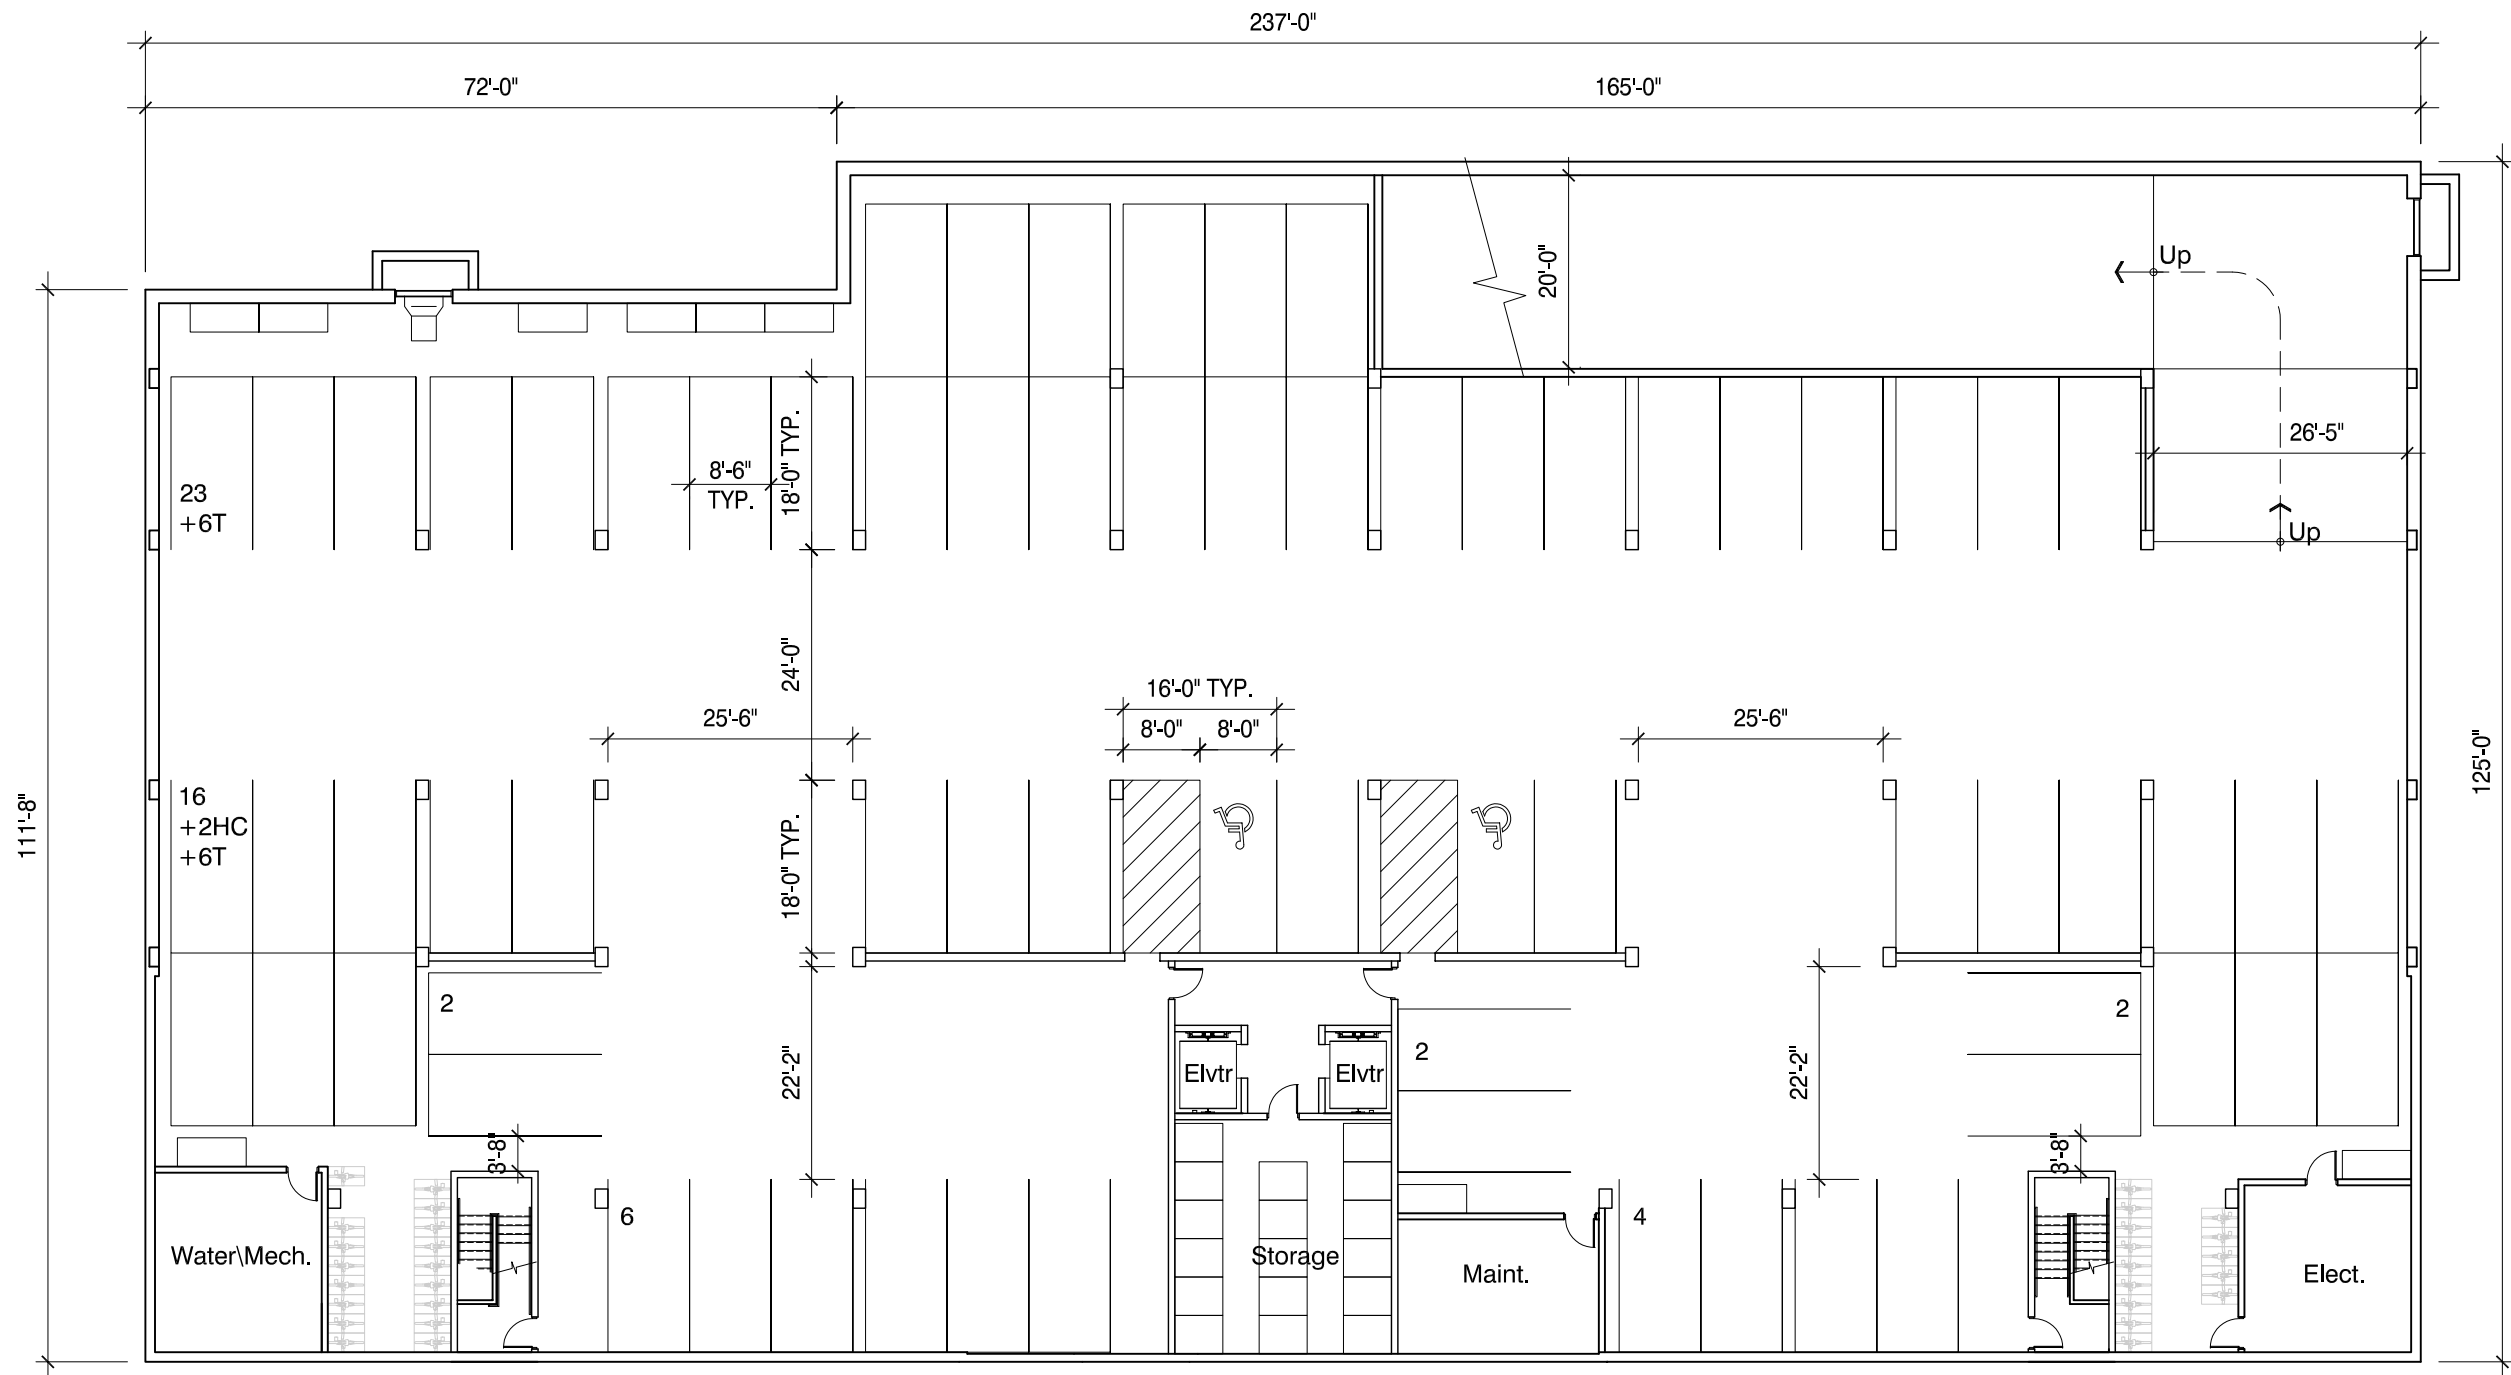 237'-0"
72'-0"
165'-0"
Up
20'-0"
26'-5"
23
+6T
8'-6"
TYP.
18'-0" TYP.
Up
24'-0"
16'-0" TYP.
25'-6"
8'-0"
8'-0"
25'-6"
111'-8"
125'-0"
16
+2HC
+6T
18'-0" TYP.
2
2
2
22'-2"
22'-2"
Elvtr
Elvtr
3'-8"
3'-8"
6
4
Water\Mech.
Storage
Maint.
Elect.